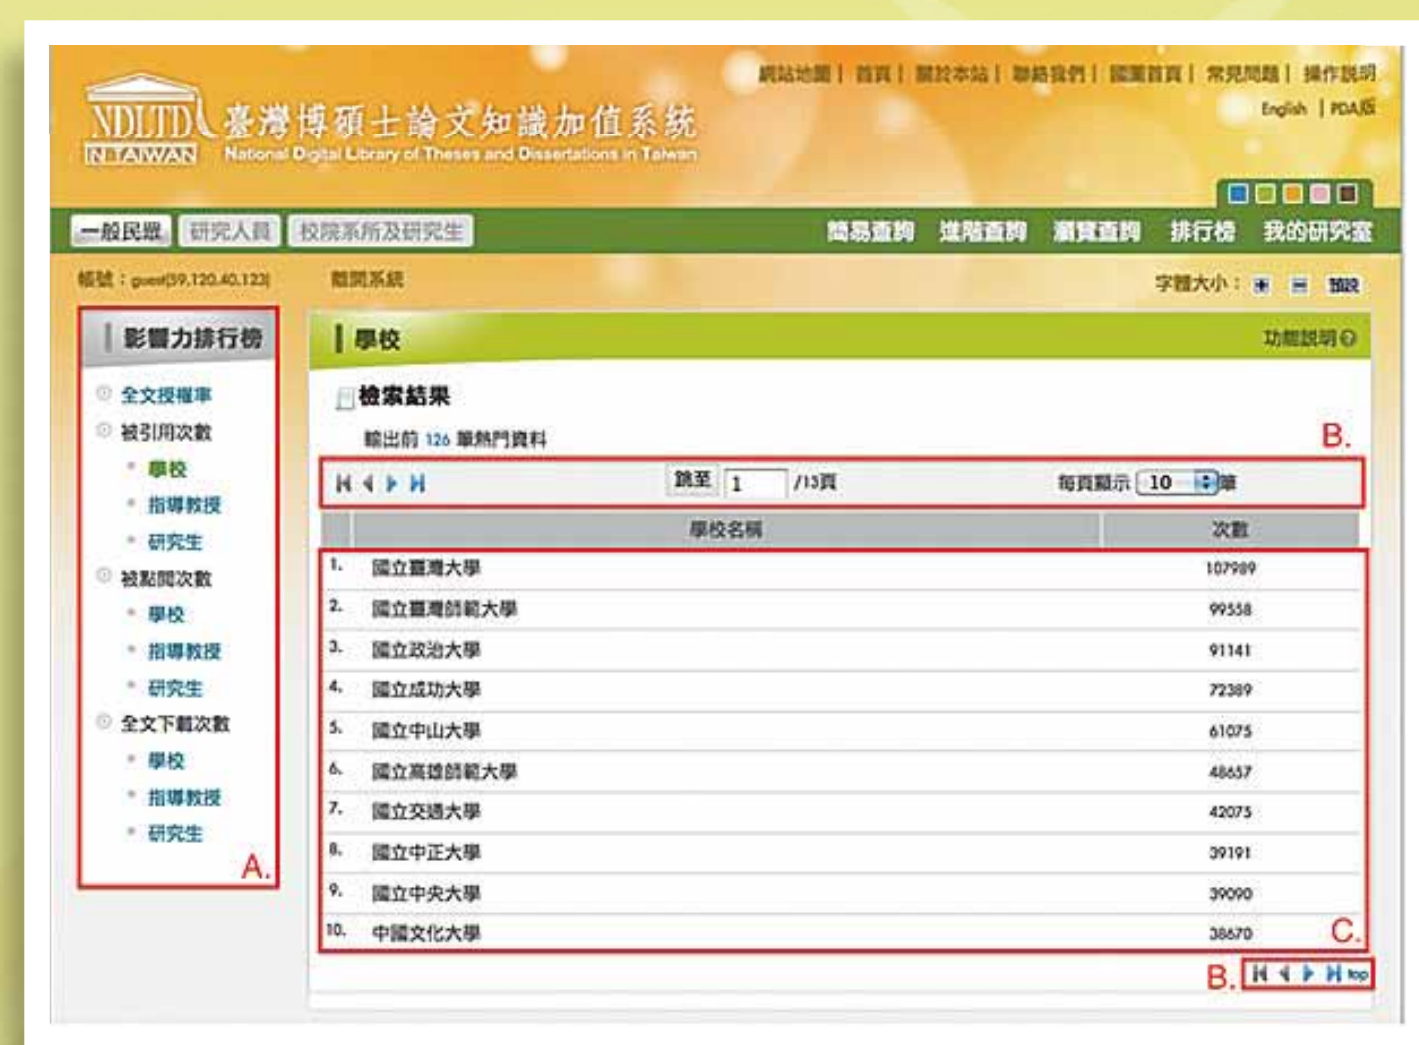 網站地圖 | 首頁 | 關於本站 | 聯絡我們 | 國圖首頁 | 常見問題 | 操作說明
English | PDA版
NDLTD IN TAIWAN
臺灣博碩士論文知識加值系統
National Digital Library of Theses and Dissertations in Taiwan
一般民眾 研究人員 校院系所及研究生 簡易查詢 進階查詢 瀏覽查詢 排行榜 我的研究室
帳號：guest(59.120.40.123) 離開系統 字體大小： + - 預設
影響力排行榜
全文授權率
被引用次數
學校
指導教授
研究生
被點閱次數
學校
指導教授
研究生
全文下載次數
學校
指導教授
研究生
A.
學校 功能說明
檢索結果
輸出前 126 筆熱門資料
B.
跳至 1 /13頁 每頁顯示 10 筆
學校名稱 次數
1. 國立臺灣大學 107989
2. 國立臺灣師範大學 99558
3. 國立政治大學 91141
4. 國立成功大學 72389
5. 國立中山大學 61075
6. 國立高雄師範大學 48657
7. 國立交通大學 42075
8. 國立中正大學 39191
9. 國立中央大學 39090
10. 中國文化大學 38670
C.
B. top